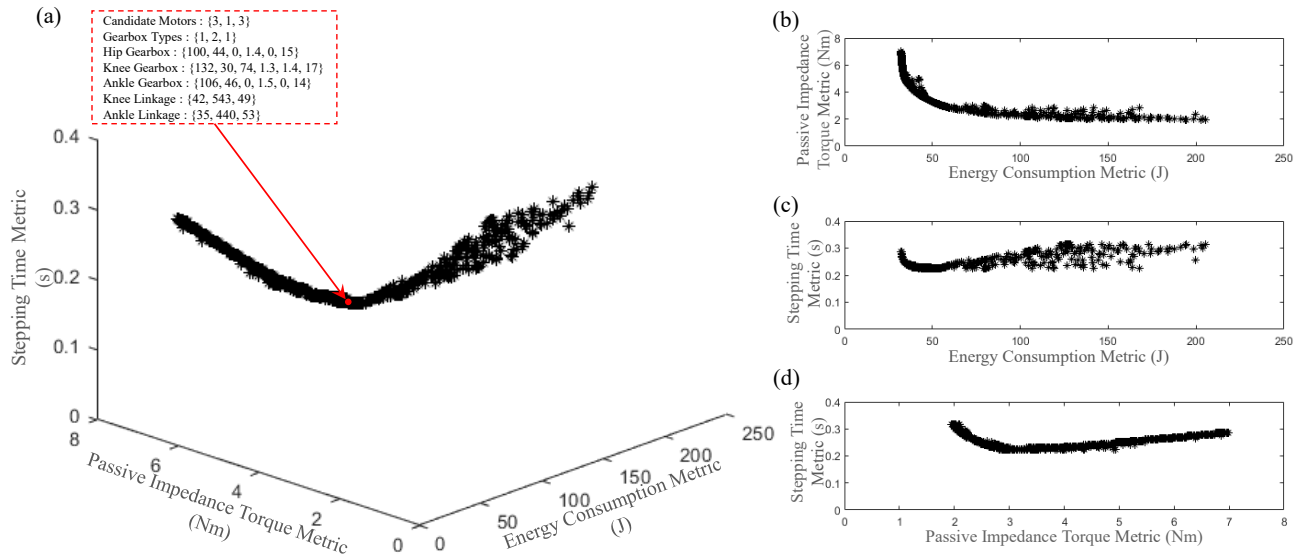 (a)
Candidate Motors : {3, 1, 3}
Gearbox Types : {1, 2, 1}
Hip Gearbox : {100, 44, 0, 1.4, 0, 15}
Knee Gearbox : {132, 30, 74, 1.3, 1.4, 17}
Ankle Gearbox : {106, 46, 0, 1.5, 0, 14}
Knee Linkage : {42, 543, 49}
Ankle Linkage : {35, 440, 53}
0.4
0.3
0.2
0.1
0
Stepping Time Metric
(s)
8
6
4
2
0
Passive Impedance Torque Metric
(Nm)
0
50
100
150
200
250
Energy Consumption Metric
(J)
(b)
8
6
4
2
0
Passive Impedance
Torque Metric (Nm)
0
50
100
150
200
250
Energy Consumption Metric (J)
(c)
0.4
0.3
0.2
0
Stepping Time
Metric (s)
0
50
100
150
200
250
Energy Consumption Metric (J)
(d)
0.4
0.3
0.2
0
Stepping Time
Metric (s)
0
1
2
3
4
5
6
7
8
Passive Impedance Torque Metric (Nm)